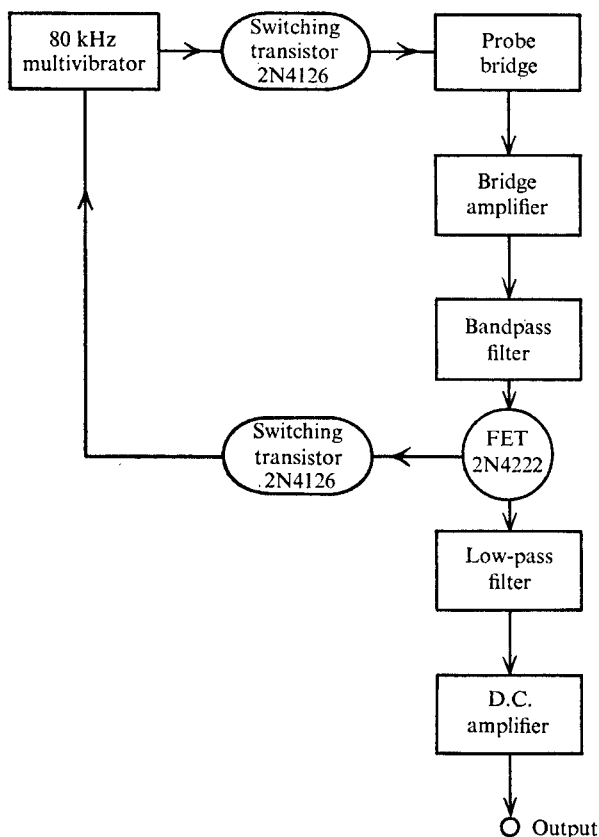 80 kHz
multivibrator
Switching
transistor
2N4126
Probe
bridge
Bridge
amplifier
Bandpass
filter
FET
2N4222
Switching
transistor
2N4126
Low-pass
filter
D.C.
amplifier
Output